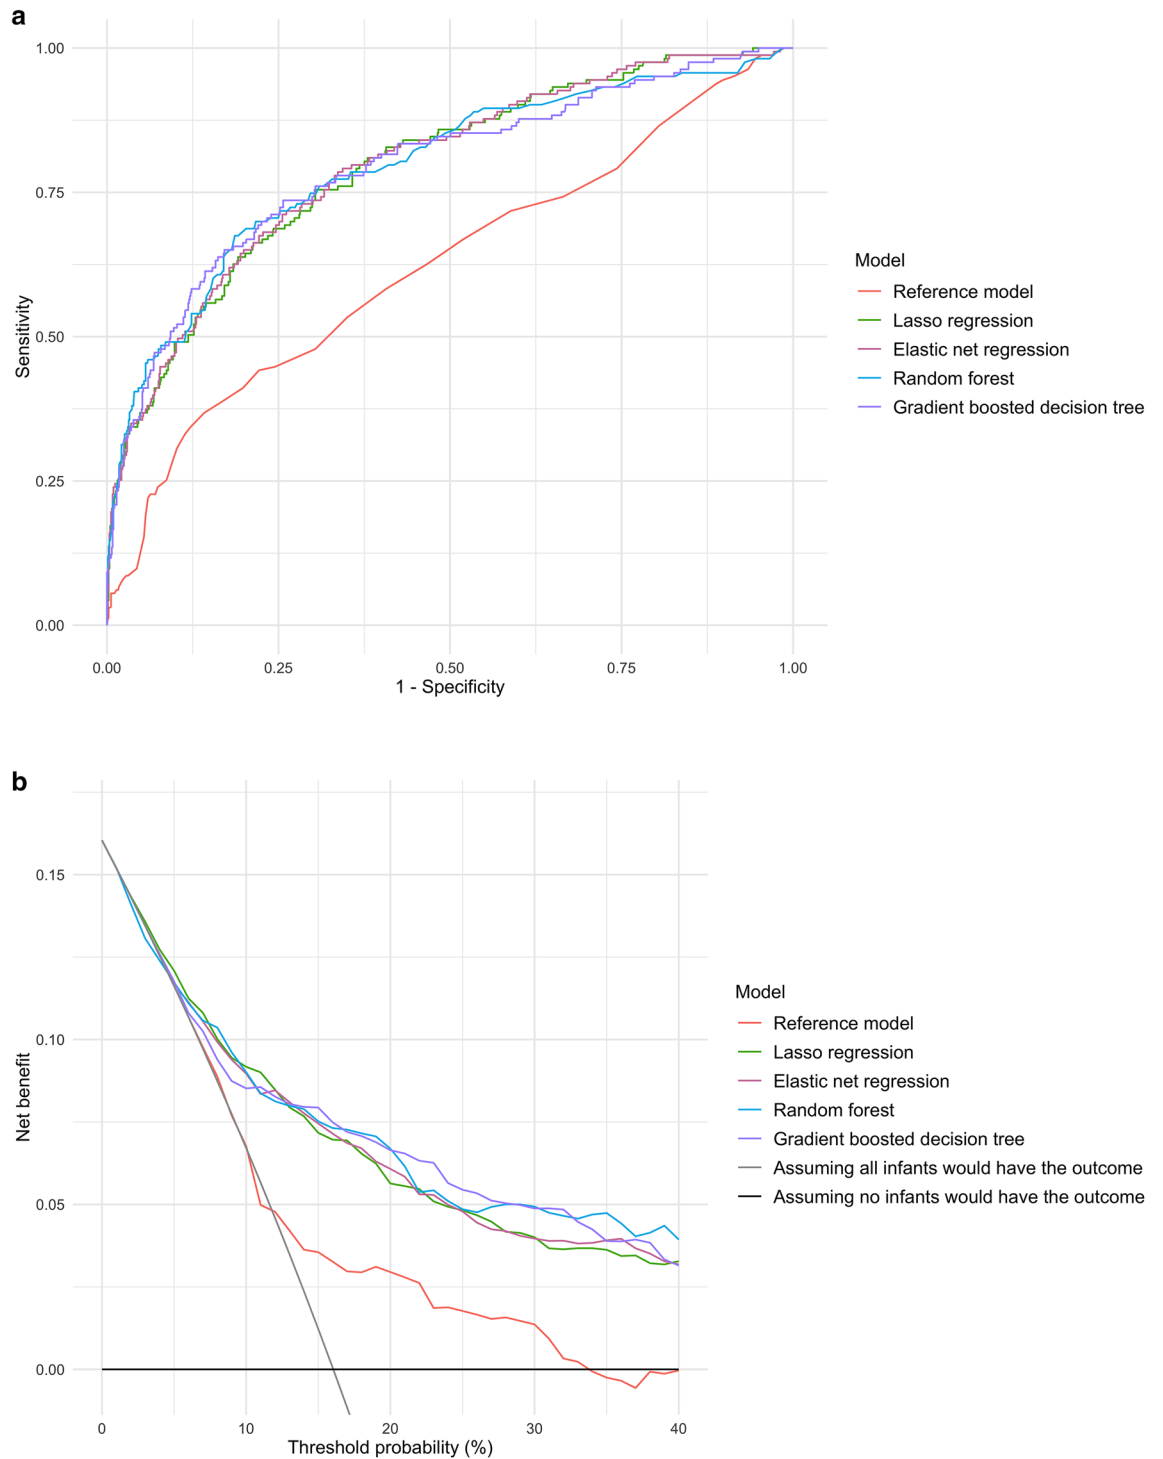 a
1.00
0.75
0.50
0.25
0.00
Sensitivity
0.00 0.25 0.50 0.75 1.00
1 - Specificity
Model
Reference model
Lasso regression
Elastic net regression
Random forest
Gradient boosted decision tree
b
0.15
0.10
0.05
0.00
Net benefit
0 10 20 30 40
Threshold probability (%)
Model
Reference model
Lasso regression
Elastic net regression
Random forest
Gradient boosted decision tree
Assuming all infants would have the outcome
Assuming no infants would have the outcome